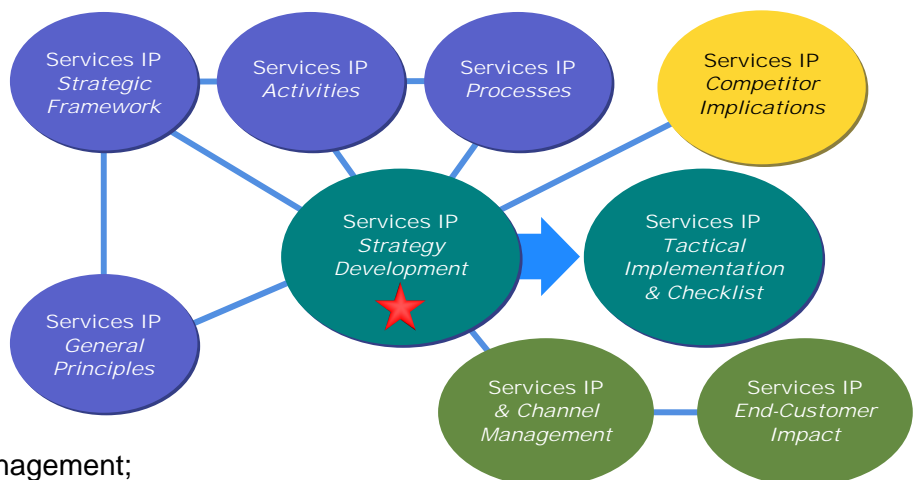 Services IP
Strategic
Framework
Services IP
Activities
Services IP
Processes
Services IP
Competitor
Implications
Services IP
Strategy
Development
Services IP
Tactical
Implementation
& Checklist
Services IP
General
Principles
Services IP
& Channel
Management
Services IP
End-Customer
Impact
nagement;